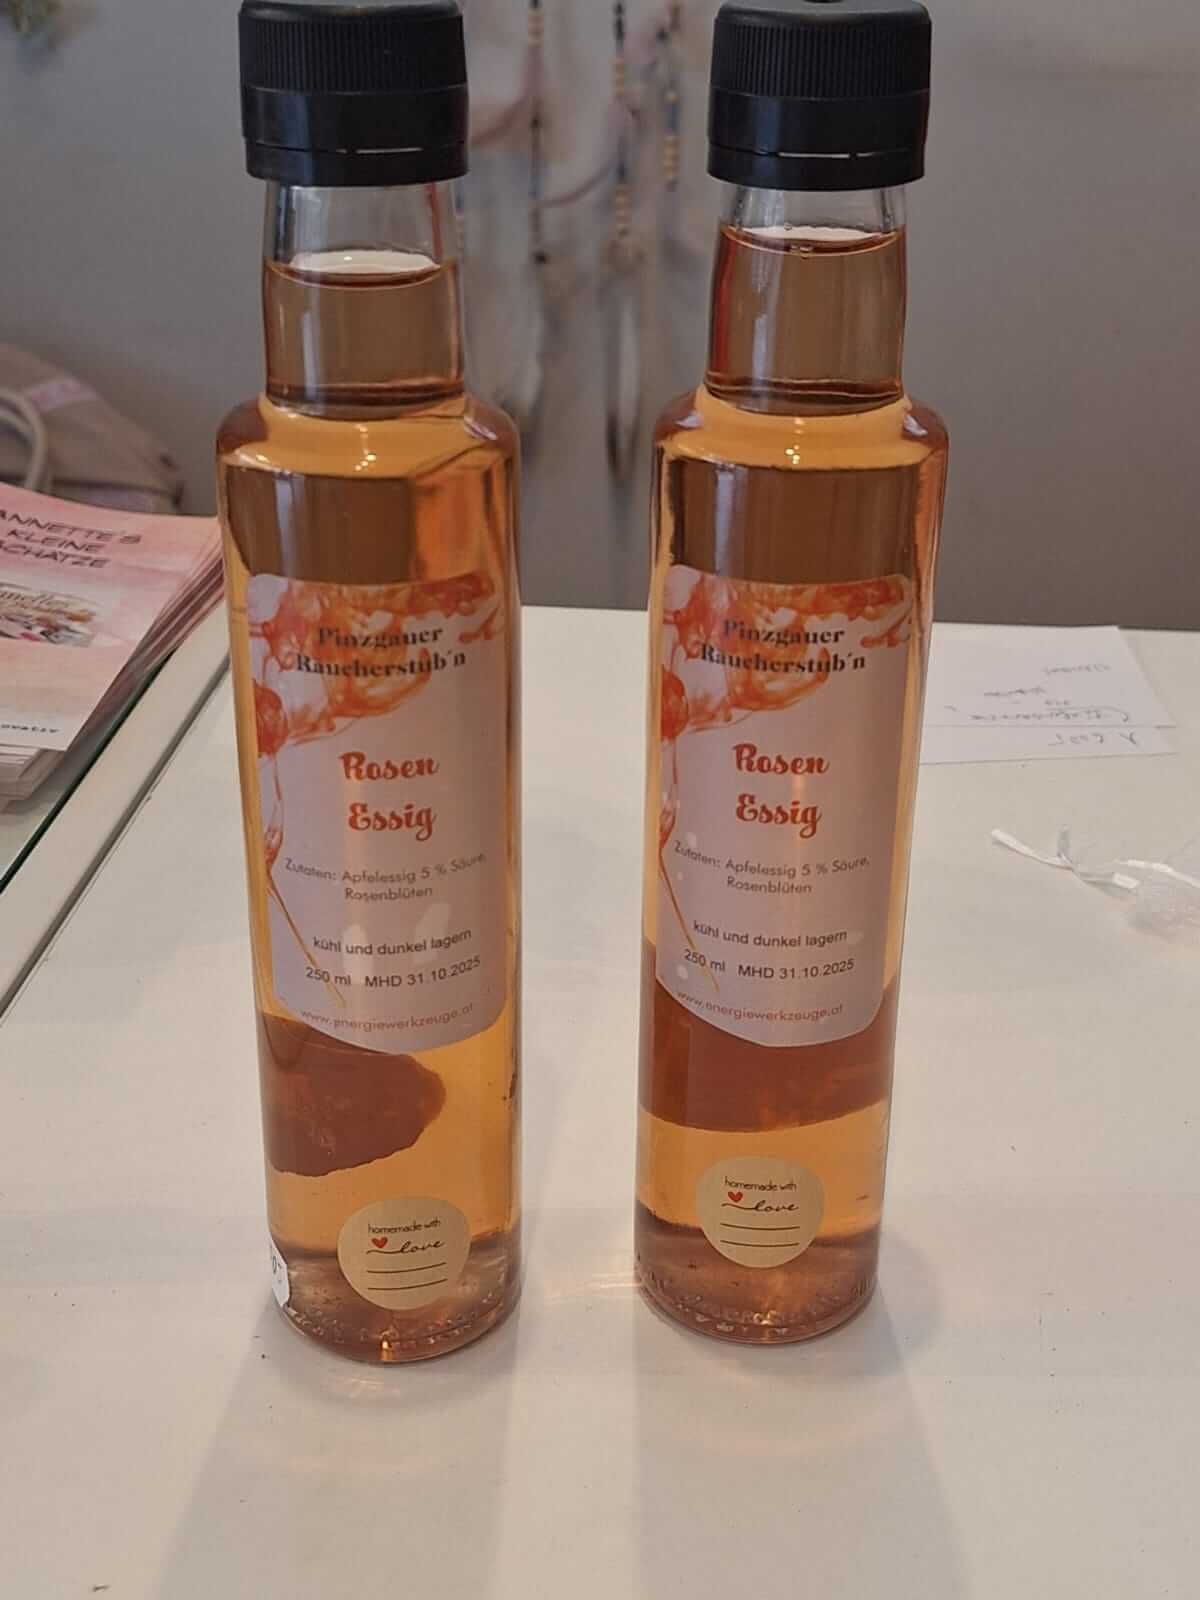 ANNETTE'S
KLEINE
SCHÄTZE
Pinzgauer
Räucherstub´n
Rosen
Essig
Zutaten: Apfelessig 5 % Säure,
Rosenblüten
kühl und dunkel lagern
250 ml MHD 31.10.2025
www.energiewerkzeuge.at
homemade with
love
Pinzgauer
Räucherstub´n
Rosen
Essig
Zutaten: Apfelessig 5 % Säure,
Rosenblüten
kühl und dunkel lagern
250 ml MHD 31.10.2025
www.energiewerkzeuge.at
homemade with
love